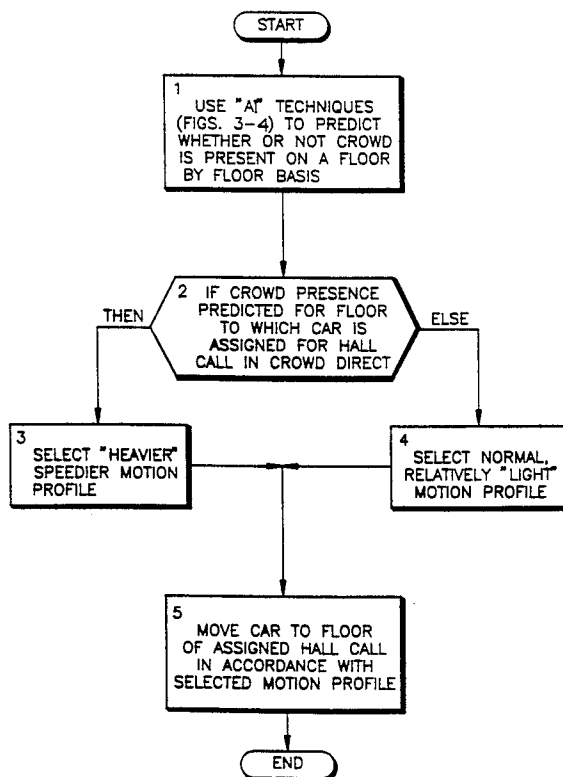 START
1
USE "AI" TECHNIQUES
(FIGS. 3-4) TO PREDICT
WHETHER OR NOT CROWD
IS PRESENT ON A FLOOR
BY FLOOR BASIS
2 IF CROWD PRESENCE
PREDICTED FOR FLOOR
TO WHICH CAR IS
ASSIGNED FOR HALL
CALL IN CROWD DIRECT
THEN
ELSE
3
SELECT "HEAVIER"
SPEEDIER MOTION
PROFILE
4
SELECT NORMAL,
RELATIVELY "LIGHT"
MOTION PROFILE
5
MOVE CAR TO FLOOR
OF ASSIGNED HALL CALL
IN ACCORDANCE WITH
SELECTED MOTION PROFILE
END